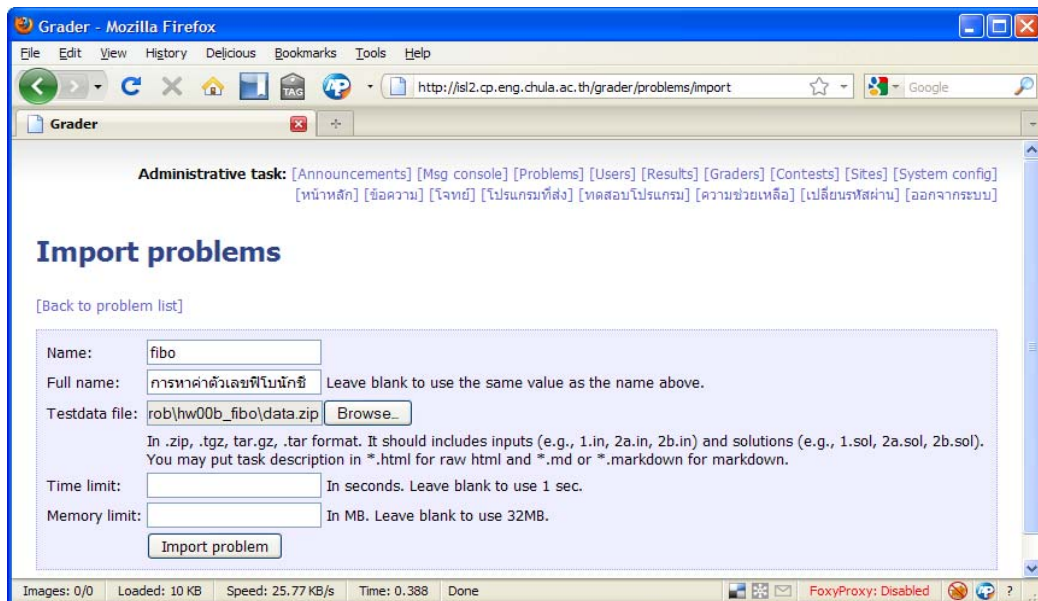 Grader - Mozilla Firefox
File Edit View History Delicious Bookmarks Tools Help
TAG http://isl2.cp.eng.chula.ac.th/grader/problems/import Google
Grader
Administrative task: [Announcements] [Msg console] [Problems] [Users] [Results] [Graders] [Contests] [Sites] [System config]
[หน้าหลัก] [ข้อความ] [โจทย์] [โปรแกรมที่ส่ง] [ทดสอบโปรแกรม] [ความช่วยเหลือ] [เปลี่ยนรหัสผ่าน] [ออกจากระบบ]
Import problems
[Back to problem list]
Name: fibo
Full name: การหาค่าตัวเลขฟิโบนักชี Leave blank to use the same value as the name above.
Testdata file: rob\hw00b_fibo\data.zip Browse...
In .zip, .tgz, tar.gz, .tar format. It should includes inputs (e.g., 1.in, 2a.in, 2b.in) and solutions (e.g., 1.sol, 2a.sol, 2b.sol).
You may put task description in *.html for raw html and *.md or *.markdown for markdown.
Time limit: In seconds. Leave blank to use 1 sec.
Memory limit: In MB. Leave blank to use 32MB.
Import problem
Images: 0/0 Loaded: 10 KB Speed: 25.77 KB/s Time: 0.388 Done FoxyProxy: Disabled ?